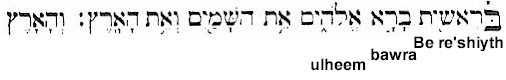 בְּרֵאשִׁ֖ית בָּרָ֣א אֱלֹהִ֑ים אֵ֥ת הַשָּׁמַ֖יִם וְאֵ֥ת הָאָֽרֶץ׃ וְהָאָ֗רֶץ
Be re'shiyth
bawra
ulheem